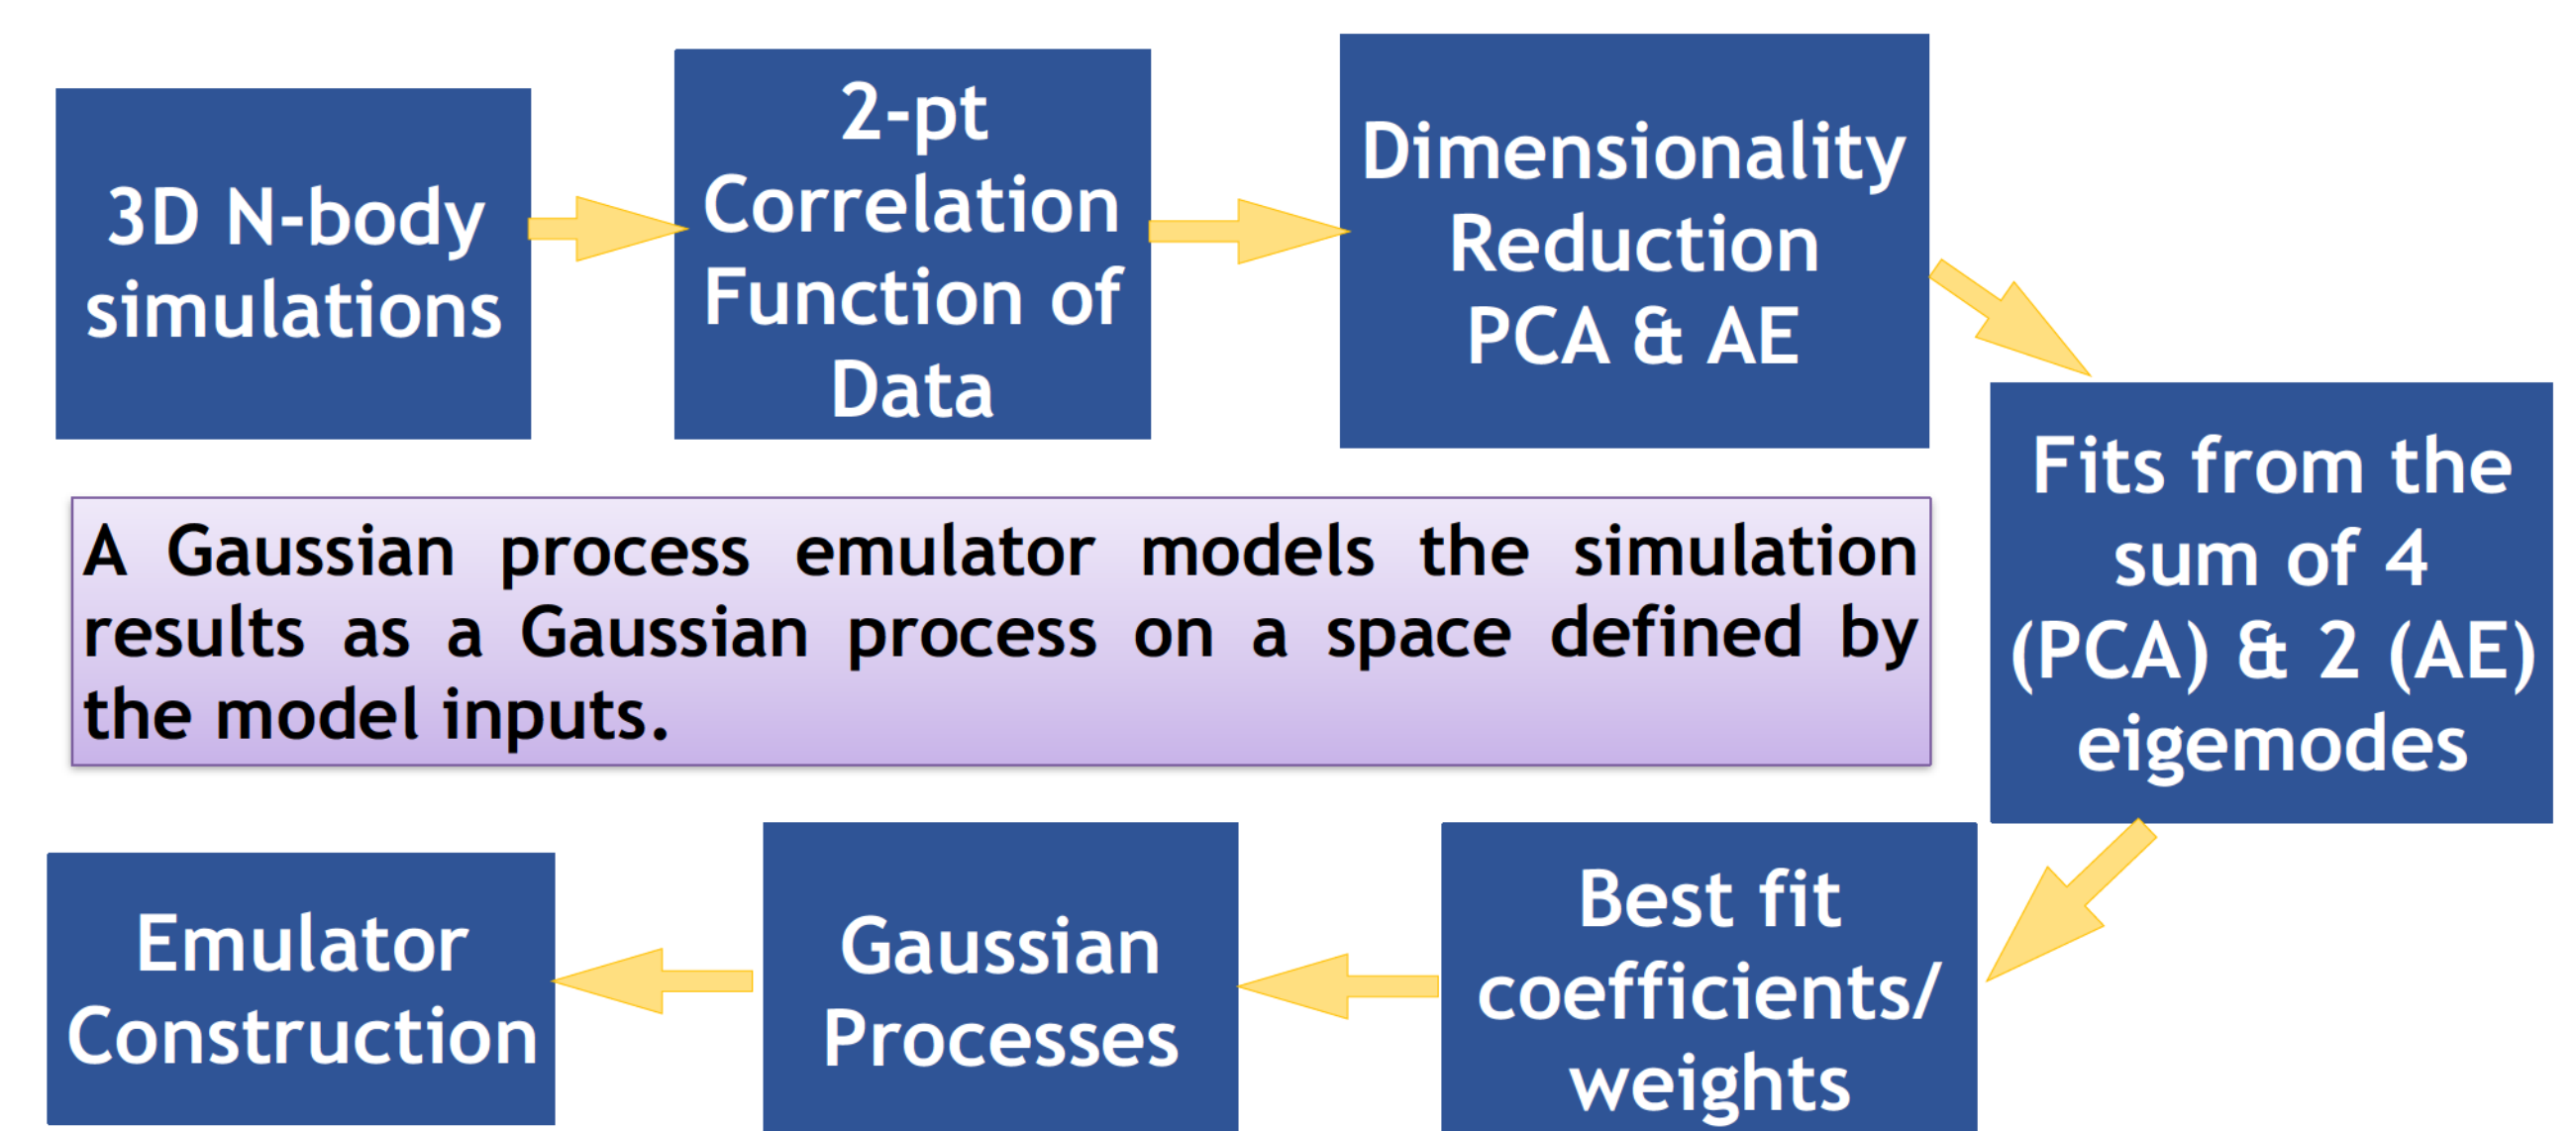 3D N-body
simulations
2-pt
Correlation
Function of
Data
Dimensionality
Reduction
PCA & AE
Fits from the
sum of 4
(PCA) & 2 (AE)
eigemodes
A Gaussian process emulator models the simulation
results as a Gaussian process on a space defined by
the model inputs.
Best fit
coefficients/
weights
Gaussian
Processes
Emulator
Construction